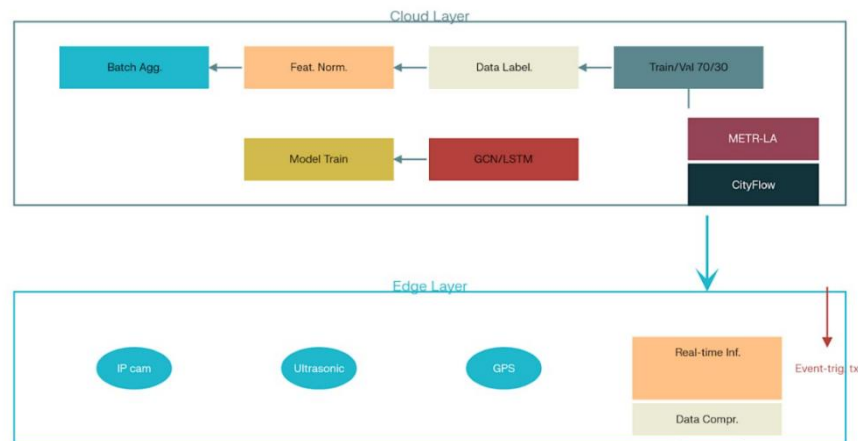 Cloud Layer
Batch Agg.
Feat. Norm.
Data Label.
Train/Val 70/30
METR-LA
Model Train
GCN/LSTM
CityFlow
Edge Layer
IP cam
Ultrasonic
GPS
Real-time Inf.
Event-trig. tx
Data Compr.